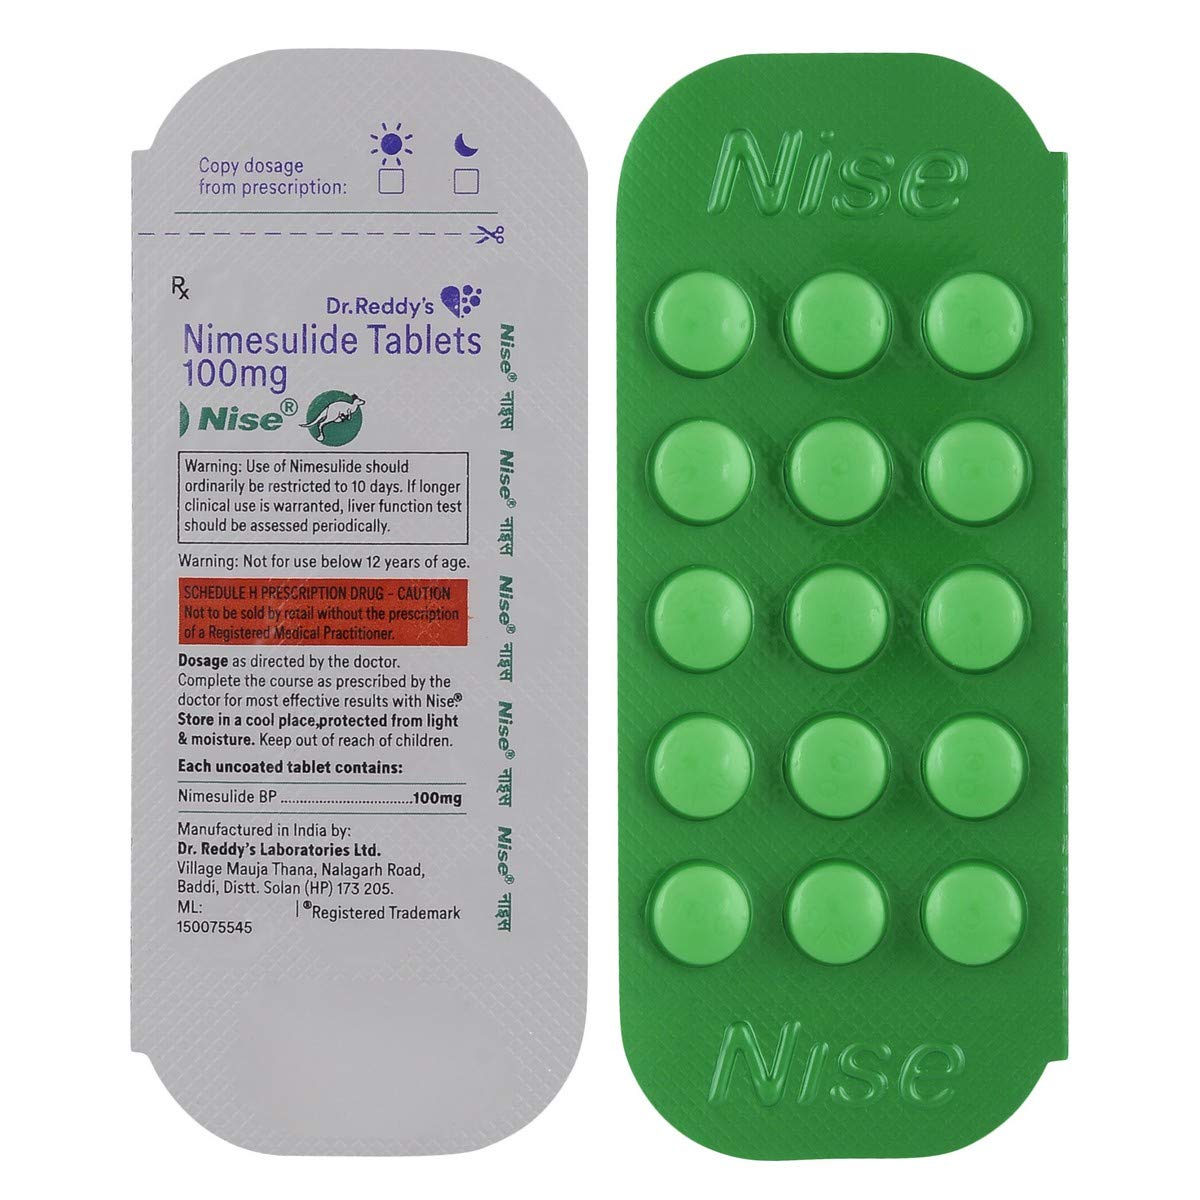 Copy dosage
from prescription:
Rx
Dr.Reddy's
Nimesulide Tablets
100mg
Nise®
Warning: Use of Nimesulide should
ordinarily be restricted to 10 days. If longer
clinical use is warranted, liver function test
should be assessed periodically.
Warning: Not for use below 12 years of age.
SCHEDULE H PRESCRIPTION DRUG - CAUTION
Not to be sold by retail without the prescription
of a Registered Medical Practitioner.
Dosage as directed by the doctor.
Complete the course as prescribed by the
doctor for most effective results with Nise®.
Store in a cool place,protected from light
& moisture. Keep out of reach of children.
Each uncoated tablet contains:
Nimesulide BP ...................................100mg
Manufactured in India by:
Dr. Reddy's Laboratories Ltd.
Village Mauja Thana, Nalagarh Road,
Baddi, Distt. Solan (HP) 173 205.
ML: | ®Registered Trademark
150075545
Nise® नाइस Nise® नाइस Nise® नाइस Nise® नाइस Nise® नाइस
Nise
Nise